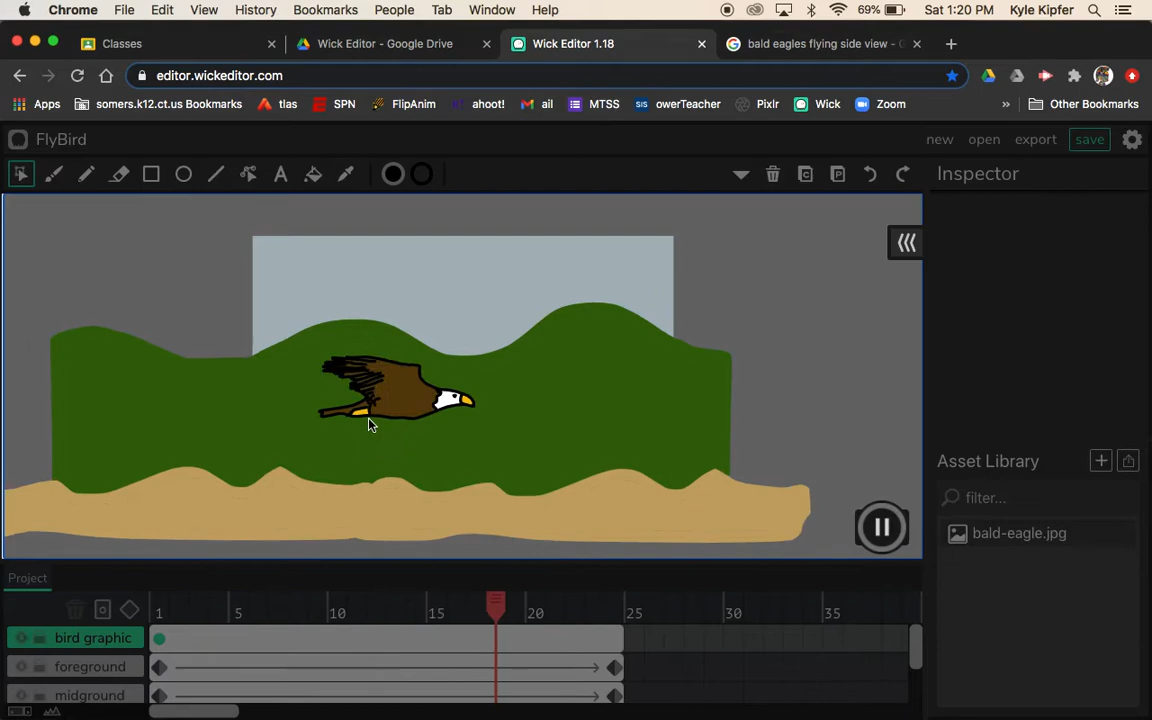 Chrome File Edit View History Bookmarks People Tab Window Help 69% Sat 1:20 PM Kyle Kipfer
Classes Wick Editor - Google Drive Wick Editor 1.18 bald eagles flying side view -
editor.wickeditor.com
Apps somers.k12.ct.us Bookmarks tlas SPN FlipAnim ahoot! ail MTSS SIS owerTeacher Pixlr Wick Zoom » Other Bookmarks
FlyBird new open export save
Inspector
Asset Library
filter...
bald-eagle.jpg
Project
1 5 10 15 20 25 30 35
bird graphic
foreground
midground